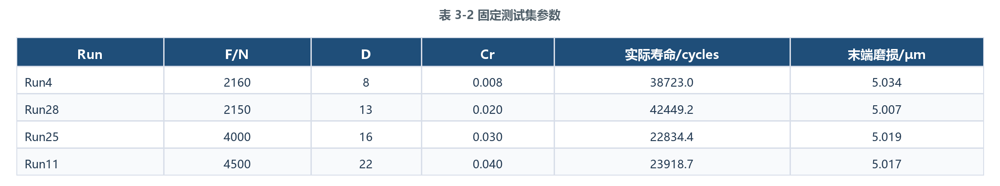 表 3-2 固定测试集参数
Run F/N D Cr 实际寿命/cycles 末端磨损/μm
Run4 2160 8 0.008 38723.0 5.034
Run28 2150 13 0.020 42449.2 5.007
Run25 4000 16 0.030 22834.4 5.019
Run11 4500 22 0.040 23918.7 5.017